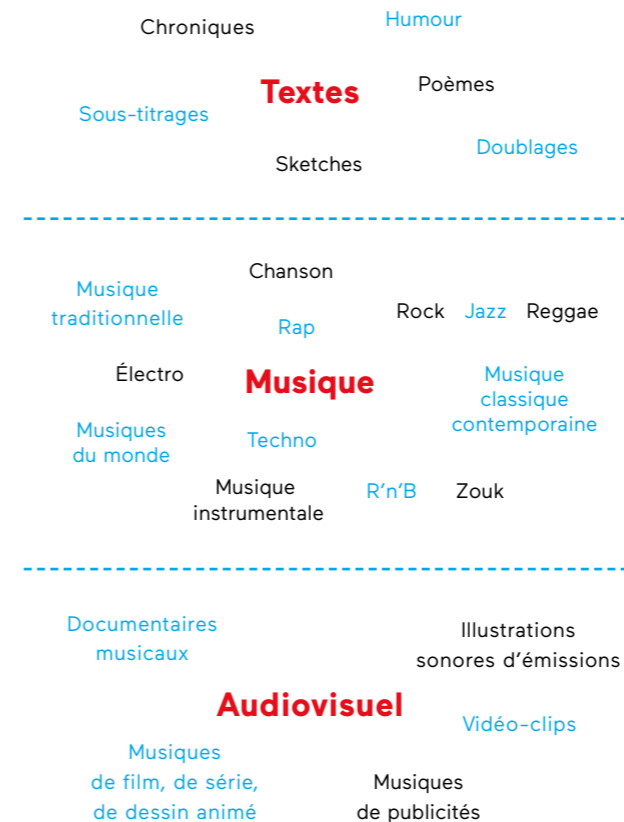 Chroniques
Humour
Textes
Poèmes
Sous-titrages
Doublages
Sketches
Chanson
Musique
traditionnelle
Rap
Rock Jazz Reggae
Électro
Musique
Musique
classique
contemporaine
Musiques
du monde
Techno
Musique
instrumentale
R'n'B
Zouk
Documentaires
musicaux
Illustrations
sonores d'émissions
Audiovisuel
Vidéo-clips
Musiques
de film, de série,
de dessin animé
Musiques
de publicités